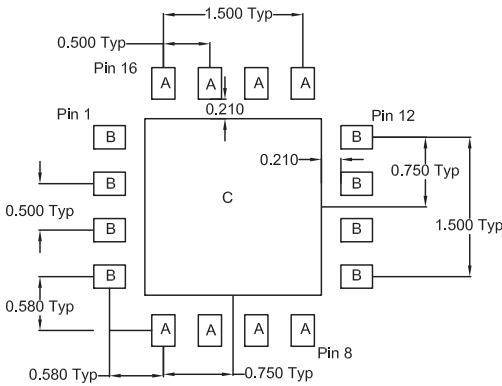 1.500 Typ
0.500 Typ
Pin 16
A A A A
0.210
Pin 1
Pin 12
B B
0.210
0.750 Typ
B B
C
0.500 Typ
1.500 Typ
B B
B B
0.580 Typ
A A A A
Pin 8
0.580 Typ
0.750 Typ